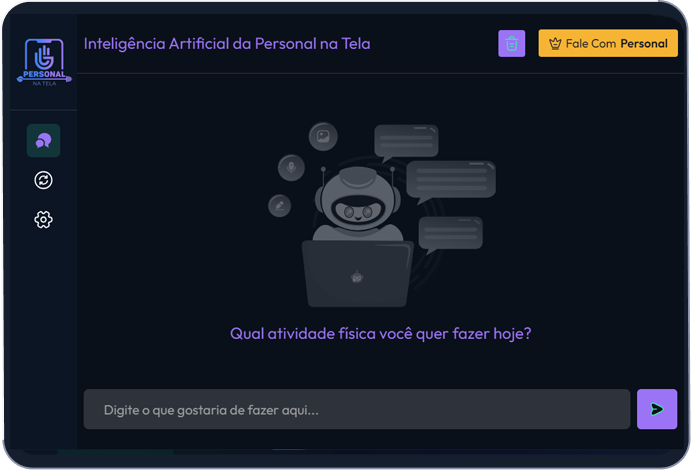 Inteligência Artificial da Personal na Tela
Fale Com Personal
PERSONAL
NA TELA
Qual atividade física você quer fazer hoje?
Digite o que gostaria de fazer aqui...